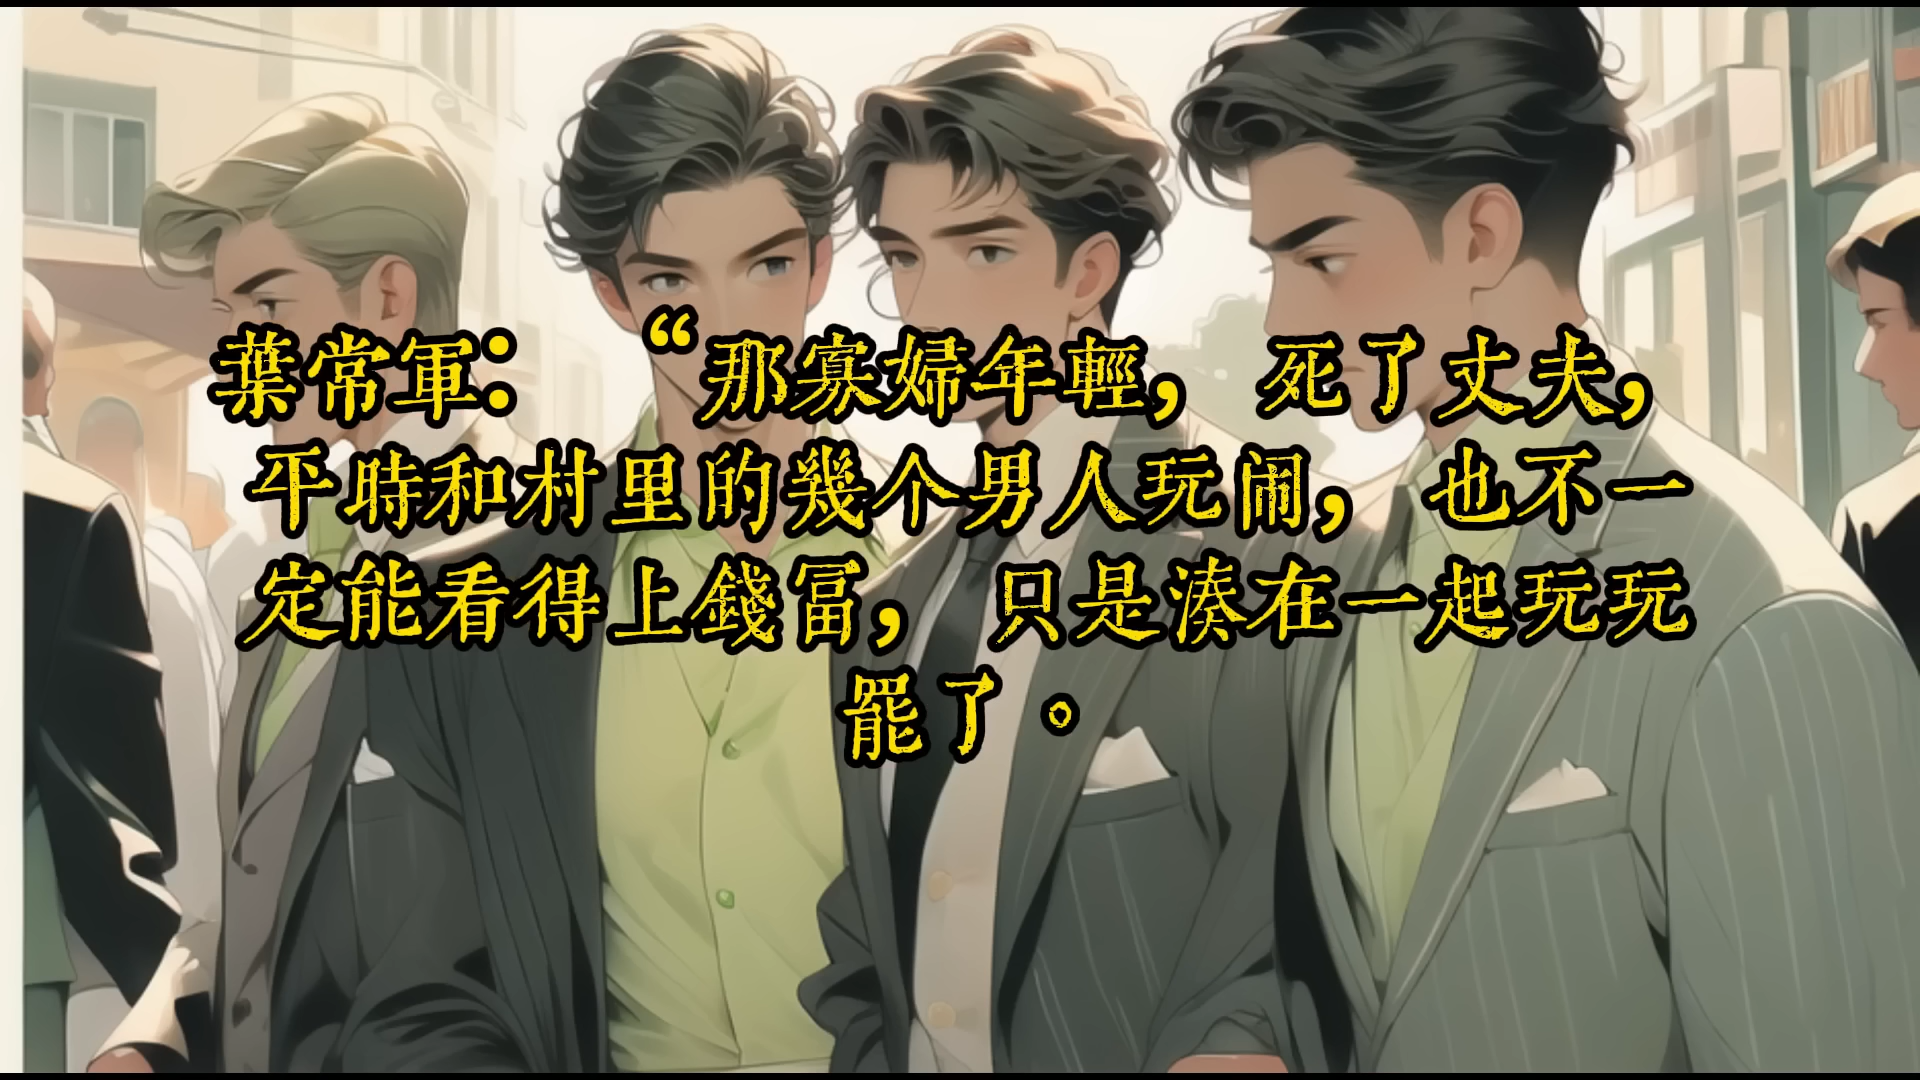 葉常軍：“那寡婦年輕，死了丈夫，
平時和村里的幾个男人玩闹，也不一
定能看得上錢冨，只是湊在一起玩玩
罷了。